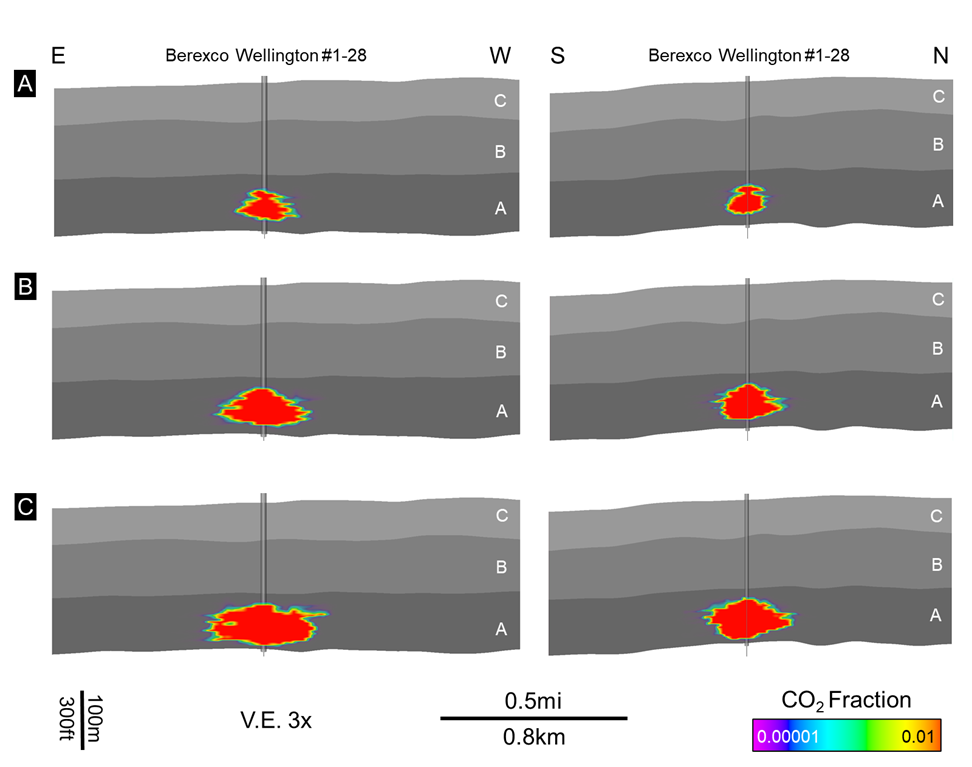 E Berexco Wellington #1-28 W
S Berexco Wellington #1-28 N
A
C
B
A
C
B
A
B
C
B
A
C
B
A
C
C
B
A
C
B
A
100m
300ft
V.E. 3x
0.5mi
0.8km
CO₂ Fraction
0.00001 0.01